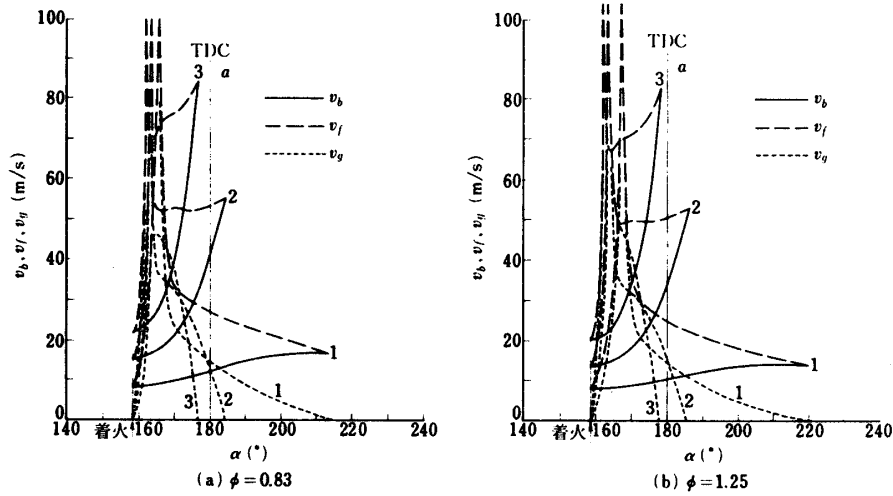 100
80
60
40
20
0
v_b、v_f、v_g (m/s)
TDC
a
3
2
1
v_b
v_f
v_g
3
2
1
140
着火
160
180
200
220
240
α(°)
(a) φ=0.83
100
80
60
40
20
0
v_b、v_f、v_g (m/s)
TDC
a
3
2
1
v_b
v_f
v_g
3
2
1
140
着火
160
180
200
220
240
α(°)
(b) φ=1.25